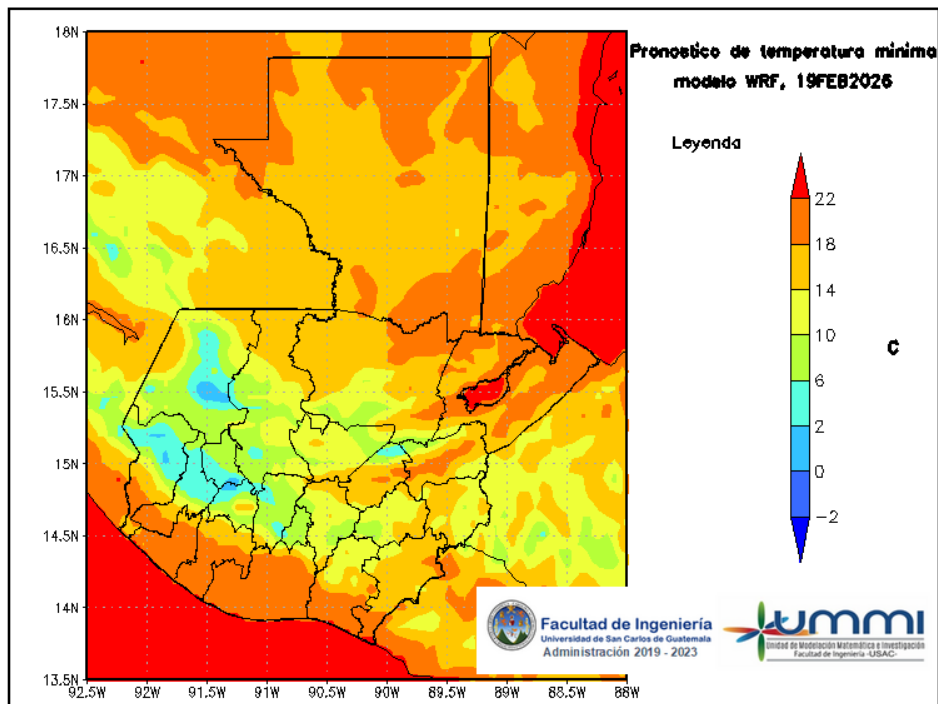 Pronostico de temperatura minima
modelo WRF, 19FEB2026
Leyenda
22
18
14
10
6
2
0
-2
C
18N
17.5N
17N
16.5N
16N
15.5N
15N
14.5N
14N
13.5N
92.5W 92W 91.5W 91W 90.5W 90W 89.5W 89W 88.5W 88W
Facultad de Ingeniería
Universidad de San Carlos de Guatemala
Administración 2019 - 2023
UMMI
Unidad de Modelación Matemática e Investigación
Facultad de Ingeniería -USAC-